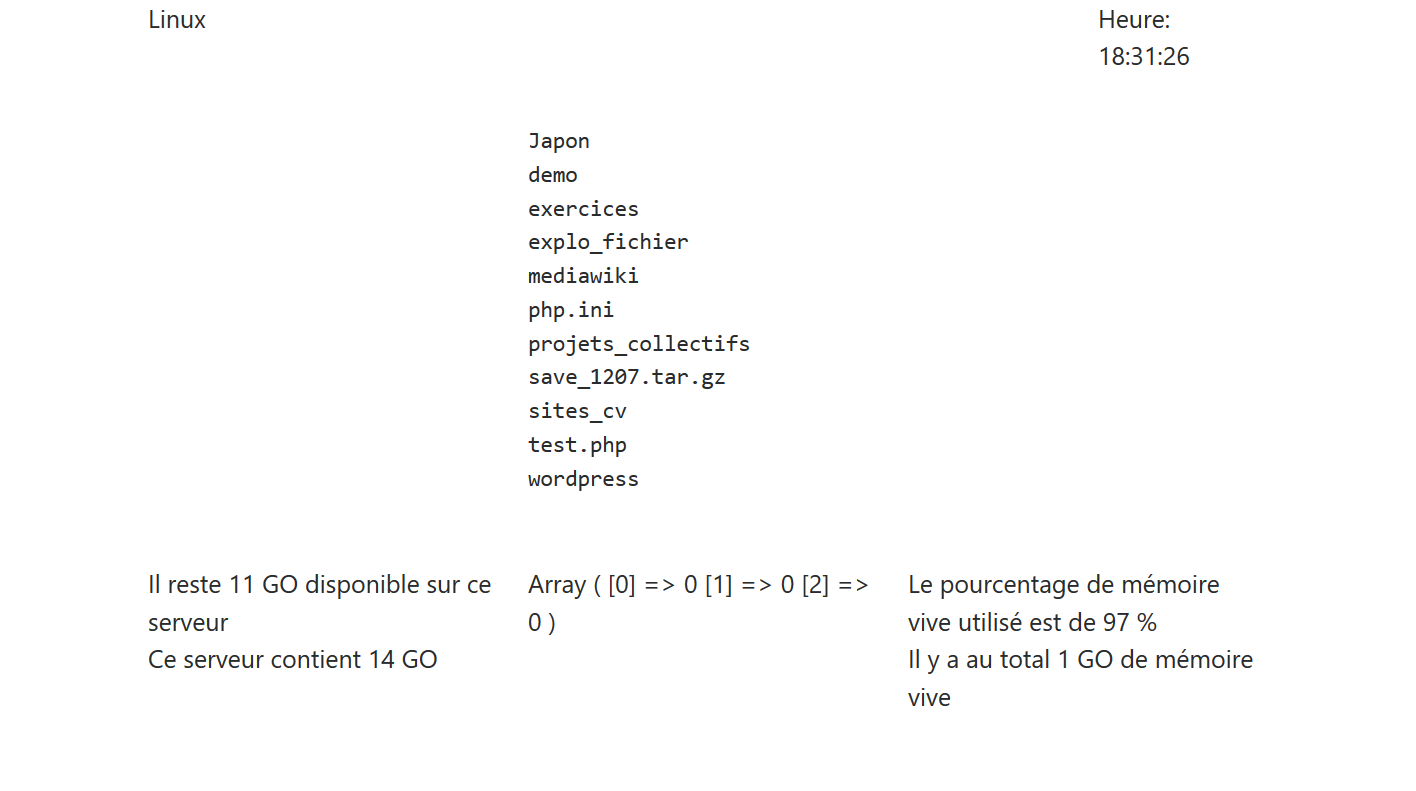 Linux
Heure:
18:31:26
Japon
demo
exercices
explo_fichier
mediawiki
php.ini
projets_collectifs
save_1207.tar.gz
sites_cv
test.php
wordpress
Il reste 11 GO disponible sur ce
serveur
Ce serveur contient 14 GO
Array ( [0] => 0 [1] => 0 [2] =>
0 )
Le pourcentage de mémoire
vive utilisé est de 97 %
Il y a au total 1 GO de mémoire
vive